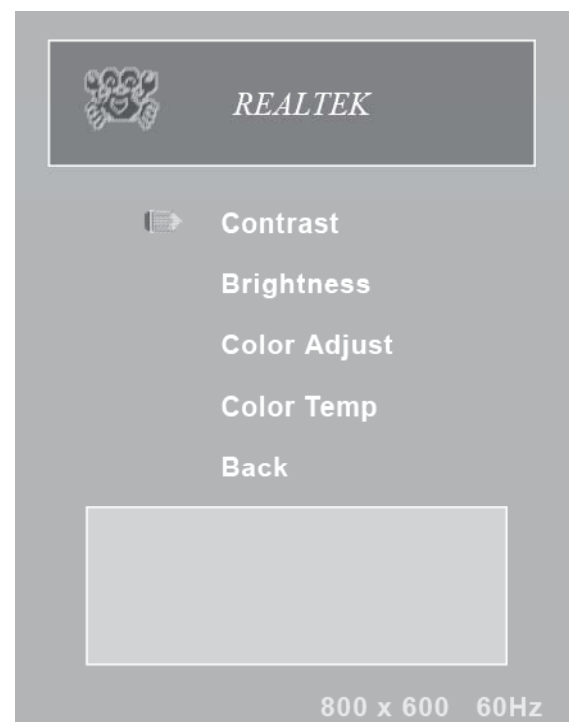 REALTEK
Contrast
Brightness
Color Adjust
Color Temp
Back
800 x 600 60Hz